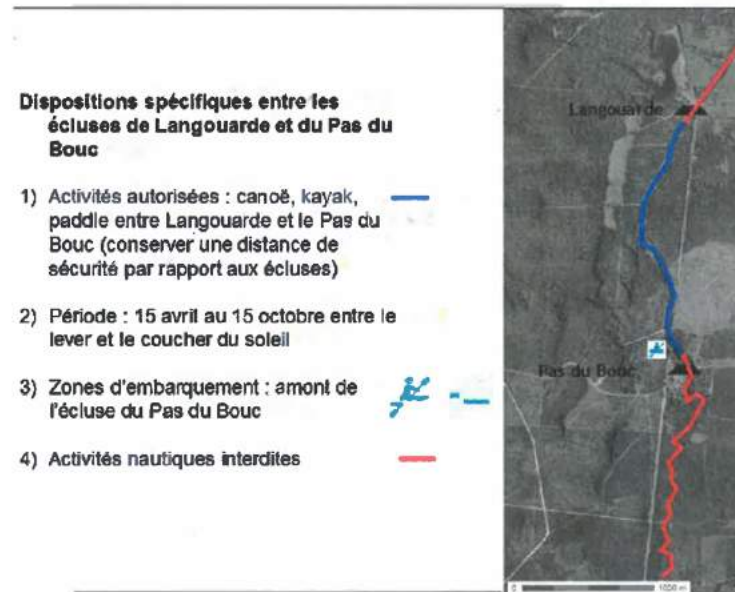 Dispositions spécifiques entre les
écluses de Langouarde et du Pas du
Bouc
1) Activités autorisées : canoë, kayak,
paddle entre Langouarde et le Pas du
Bouc (conserver une distance de
sécurité par rapport aux écluses)
2) Période : 15 avril au 15 octobre entre le
lever et le coucher du soleil
3) Zones d'embarquement : amont de
l'écluse du Pas du Bouc
4) Activités nautiques interdites
Langouarde
Pas du Bouc
0 1000 m